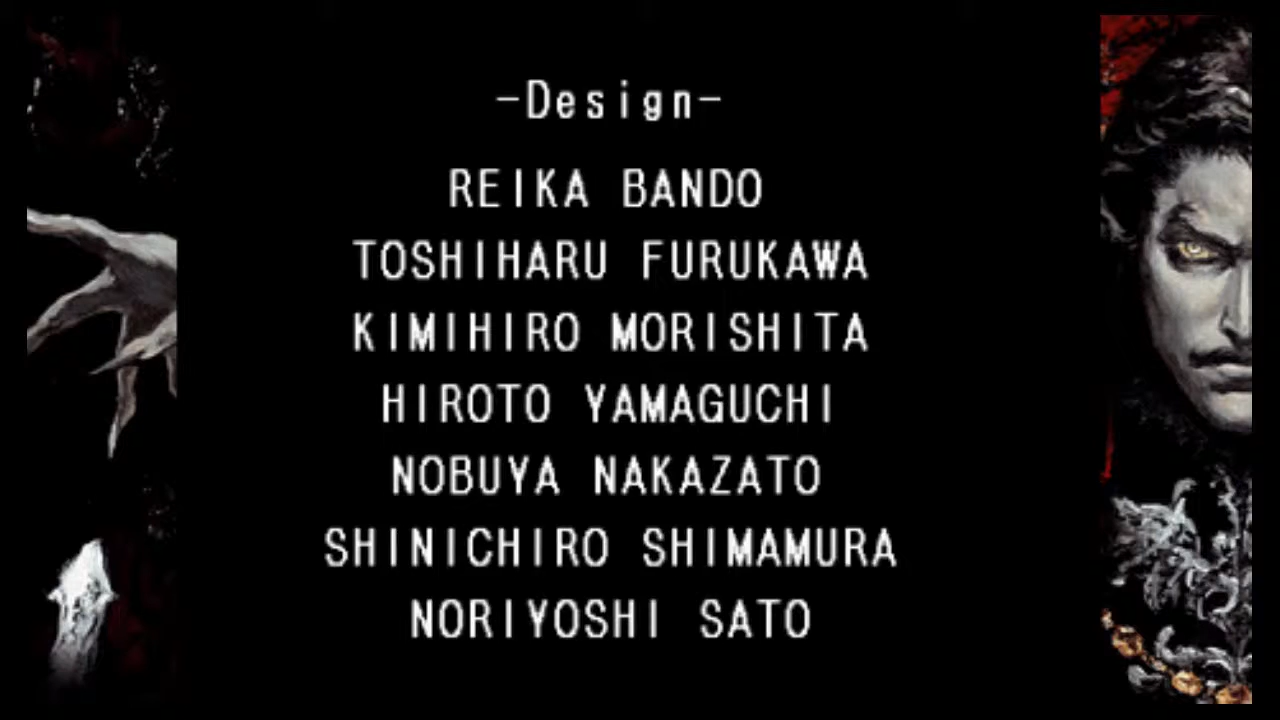 -Design-
REIKA BANDO
TOSHIHARU FURUKAWA
KIMIHIRO MORISHITA
HIROTO YAMAGUCHI
NOBUYA NAKAZATO
SHINICHIRO SHIMAMURA
NORIYOSHI SATO